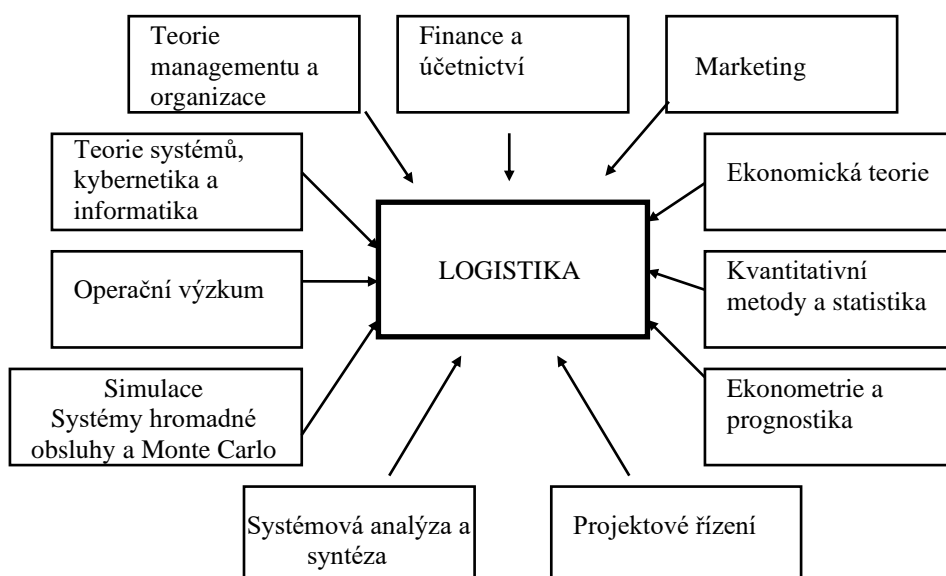 Teorie
managementu a
organizace
Finance a
účetnictví
Marketing
Teorie systémů,
kybernetika a
informatika
Ekonomická teorie
LOGISTIKA
Operační výzkum
Kvantitativní
metody a statistika
Simulace
Systémy hromadné
obsluhy a Monte Carlo
Ekonometrie a
prognostika
Systémová analýza a
syntéza
Projektové řízení